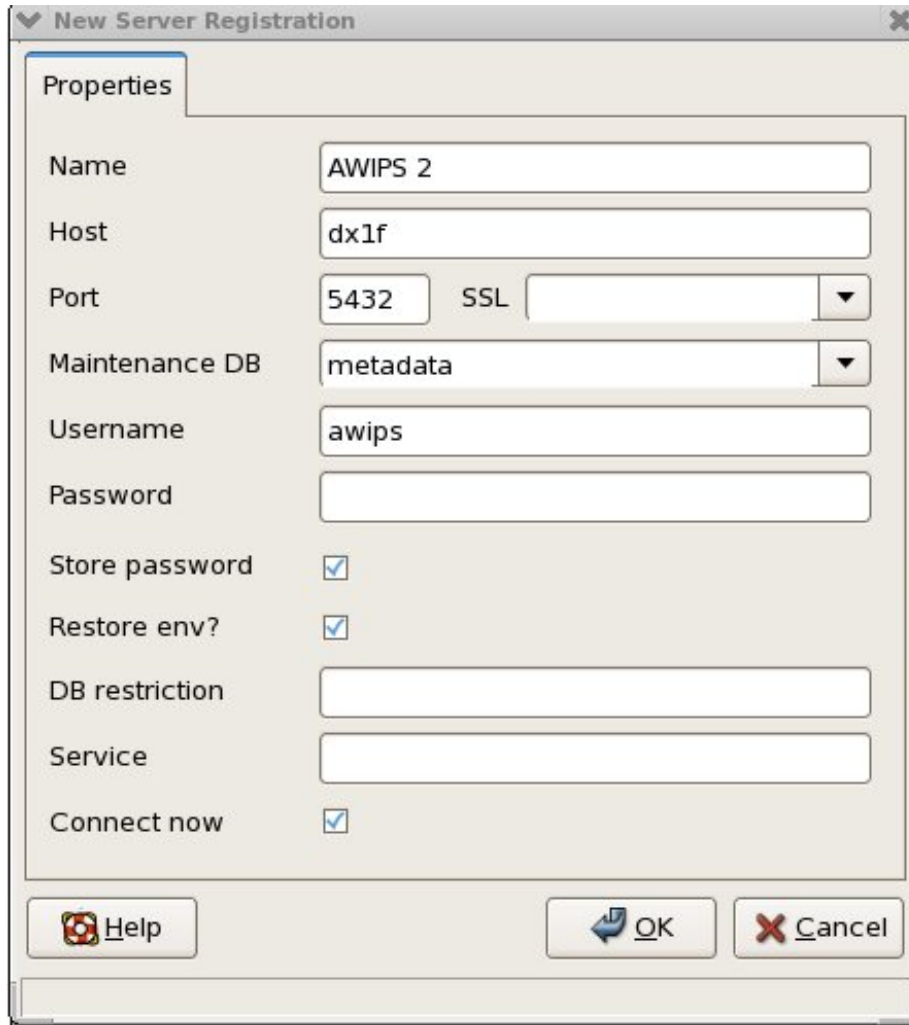 New Server Registration
Properties
Name AWIPS 2
Host dx1f
Port 5432 SSL
Maintenance DB metadata
Username awips
Password
Store password
Restore env?
DB restriction
Service
Connect now
Help OK Cancel